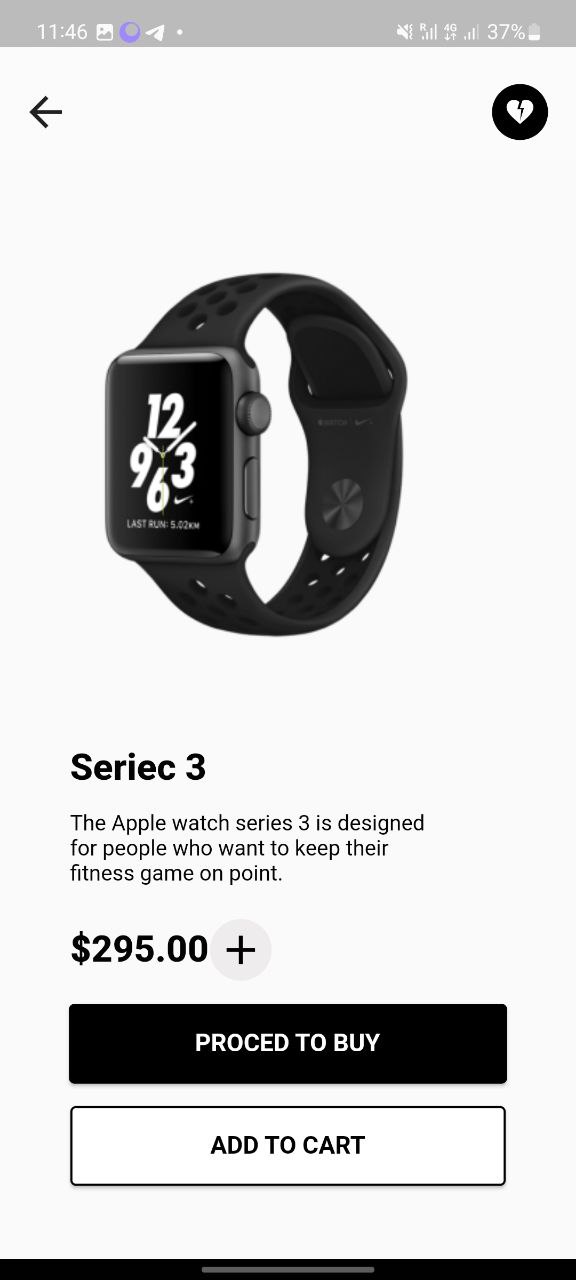 11:46
R 4G 37%
12
9 3
6
WATCH
LAST RUN: 5.02KM
Seriec 3
The Apple watch series 3 is designed
for people who want to keep their
fitness game on point.
$295.00 +
PROCED TO BUY
ADD TO CART